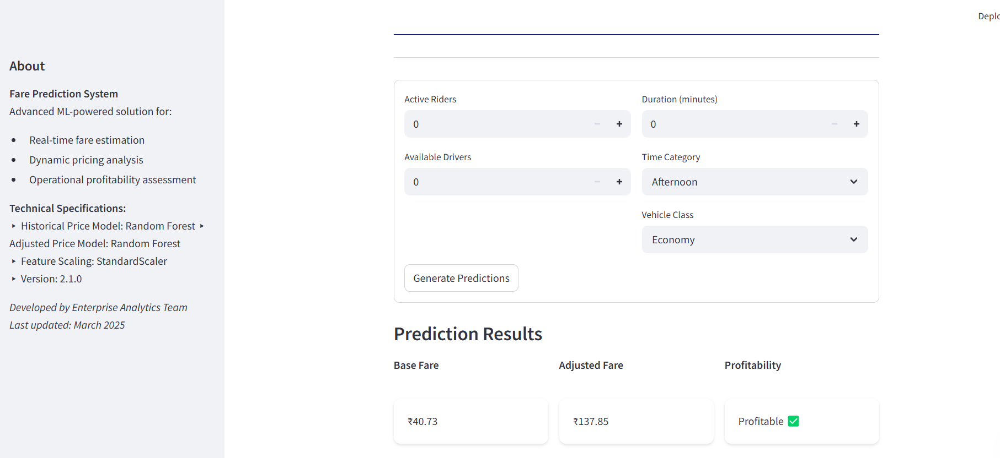 Deplo
About
Fare Prediction System
Advanced ML-powered solution for:
• Real-time fare estimation
• Dynamic pricing analysis
• Operational profitability assessment
Technical Specifications:
‣ Historical Price Model: Random Forest ‣
Adjusted Price Model: Random Forest
‣ Feature Scaling: StandardScaler
‣ Version: 2.1.0
Developed by Enterprise Analytics Team
Last updated: March 2025
Active Riders
0 − +
Duration (minutes)
0 − +
Available Drivers
0 − +
Time Category
Afternoon
Vehicle Class
Economy
Generate Predictions
Prediction Results
Base Fare
Adjusted Fare
Profitability
₹40.73
₹137.85
Profitable ✅